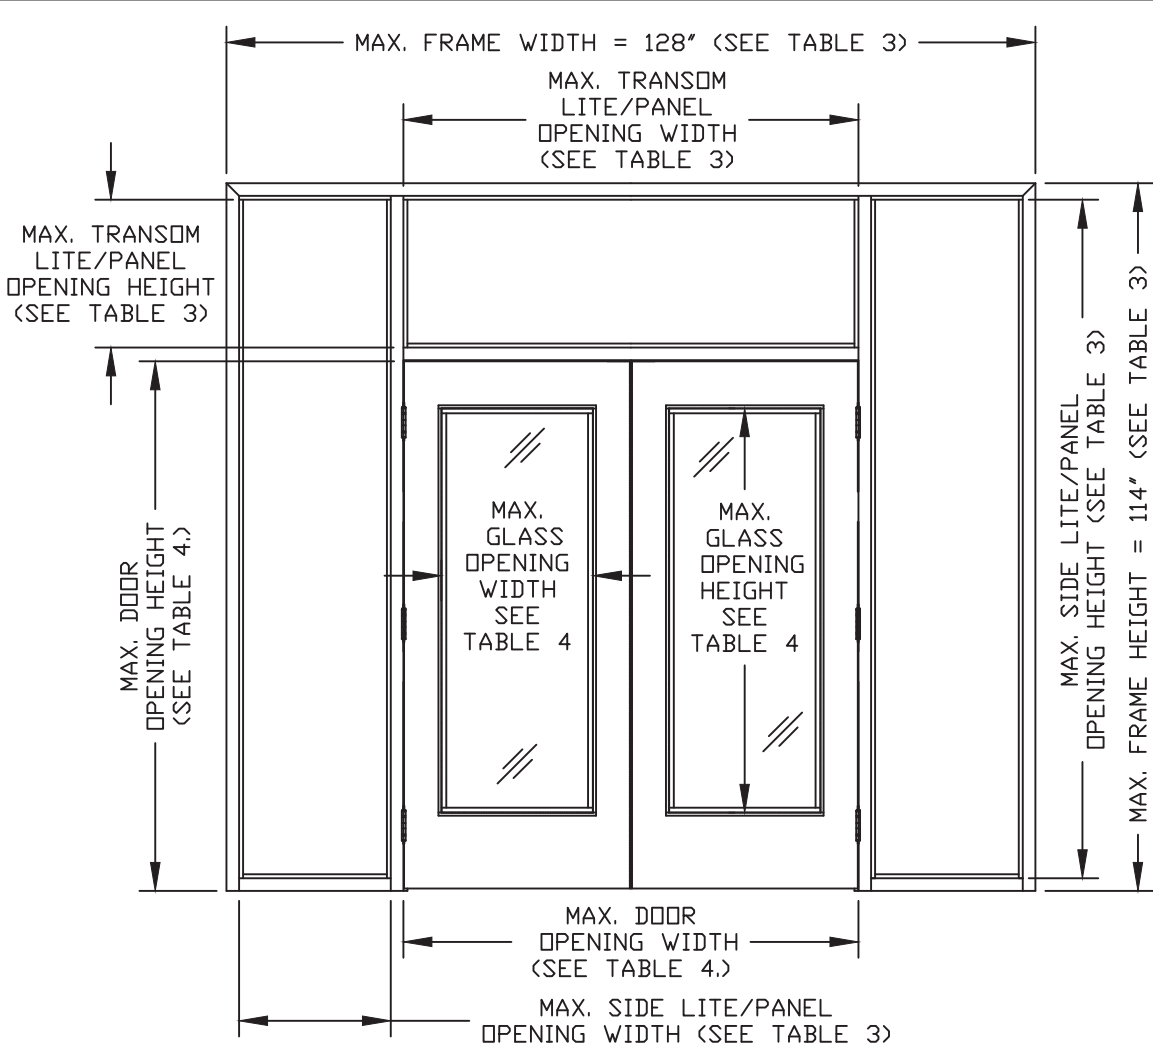 MAX. FRAME WIDTH = 128" (SEE TABLE 3)
MAX. TRANSOM
LITE/PANEL
OPENING WIDTH
(SEE TABLE 3)
MAX. TRANSOM
LITE/PANEL
OPENING HEIGHT
(SEE TABLE 3)
MAX. DOOR
OPENING HEIGHT
(SEE TABLE 4.)
MAX.
GLASS
OPENING
WIDTH
SEE
TABLE 4
MAX.
GLASS
OPENING
HEIGHT
SEE
TABLE 4
MAX. SIDE LITE/PANEL
OPENING HEIGHT (SEE TABLE 3)
MAX. FRAME HEIGHT = 114" (SEE TABLE 3)
MAX. DOOR
OPENING WIDTH
(SEE TABLE 4.)
MAX. SIDE LITE/PANEL
OPENING WIDTH (SEE TABLE 3)